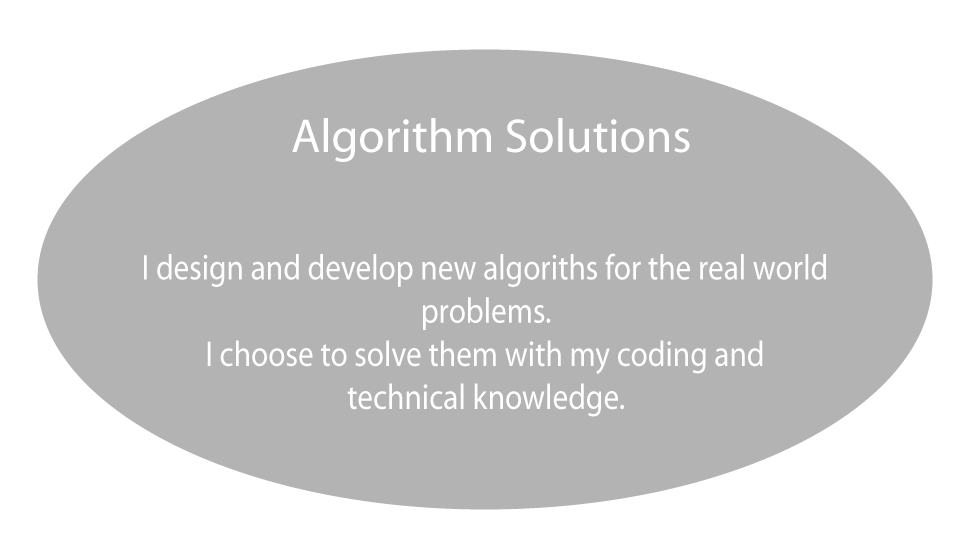 Algorithm Solutions
I design and develop new algoriths for the real world
problems.
I choose to solve them with my coding and
technical knowledge.